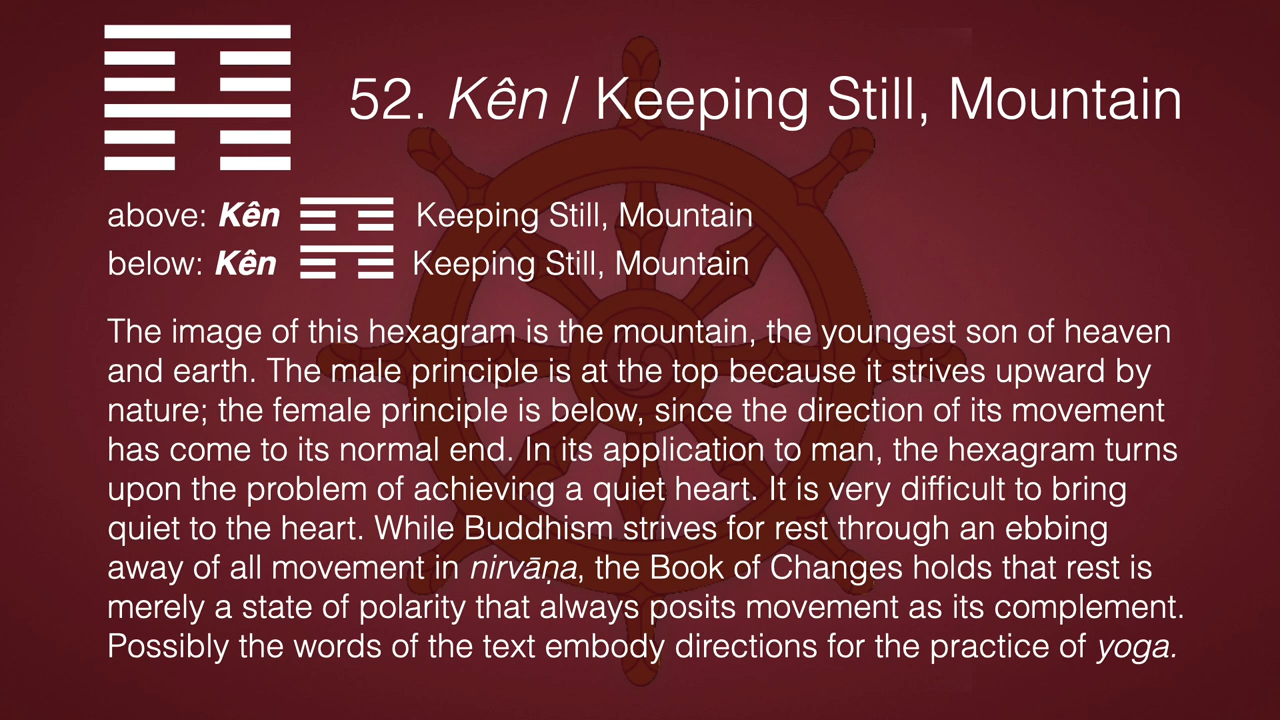 52. Kên / Keeping Still, Mountain
above: Kên Keeping Still, Mountain
below: Kên Keeping Still, Mountain
The image of this hexagram is the mountain, the youngest son of heaven
and earth. The male principle is at the top because it strives upward by
nature; the female principle is below, since the direction of its movement
has come to its normal end. In its application to man, the hexagram turns
upon the problem of achieving a quiet heart. It is very difficult to bring
quiet to the heart. While Buddhism strives for rest through an ebbing
away of all movement in nirvāṇa, the Book of Changes holds that rest is
merely a state of polarity that always posits movement as its complement.
Possibly the words of the text embody directions for the practice of yoga.